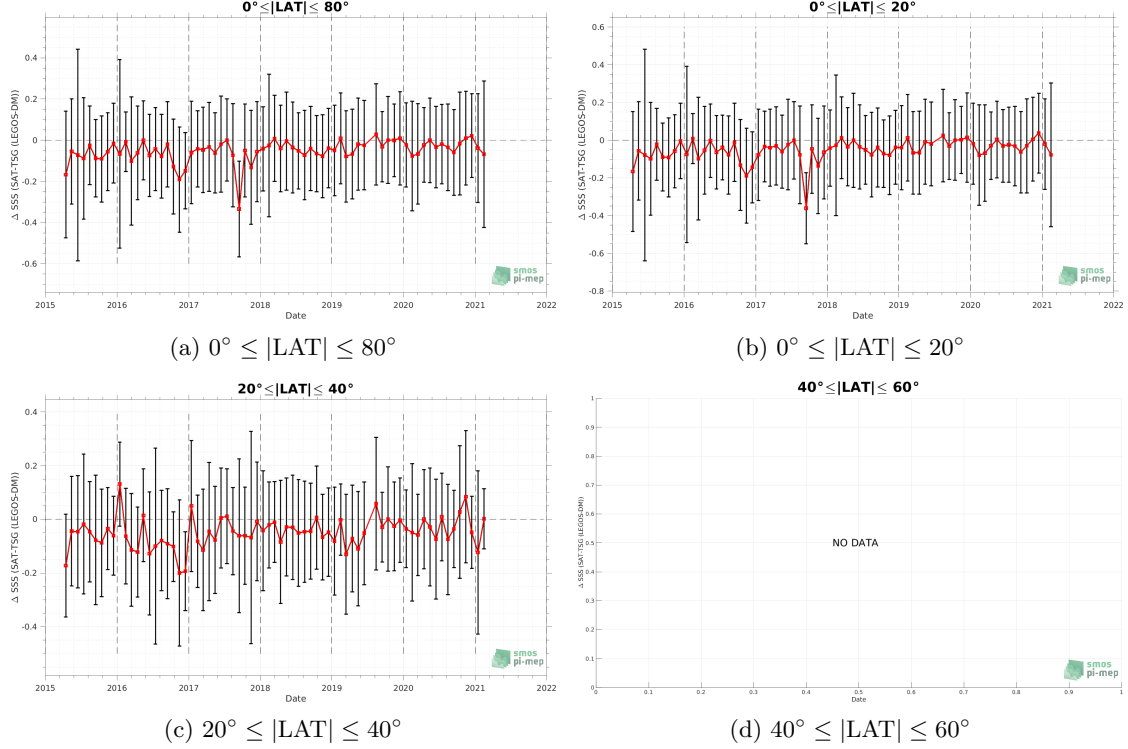 0°≤|LAT|≤ 80°
Δ SSS (SAT-TSG (LEGOS-DM))
0.4
0.2
0
-0.2
-0.4
-0.6
2015 2016 2017 2018 2019 2020 2021 2022
Date
smos
pi-mep
(a) 0° ≤ |LAT| ≤ 80°
0°≤|LAT|≤ 20°
Δ SSS (SAT-TSG (LEGOS-DM))
0.6
0.4
0.2
0
-0.2
-0.4
-0.6
-0.8
2015 2016 2017 2018 2019 2020 2021 2022
Date
smos
pi-mep
(b) 0° ≤ |LAT| ≤ 20°
20°≤|LAT|≤ 40°
Δ SSS (SAT-TSG (LEGOS-DM))
0.4
0.2
0
-0.2
-0.4
2015 2016 2017 2018 2019 2020 2021 2022
Date
smos
pi-mep
(c) 20° ≤ |LAT| ≤ 40°
40°≤|LAT|≤ 60°
Δ SSS (SAT-TSG (LEGOS-DM))
1
0.9
0.8
0.7
0.6
0.5
0.4
0.3
0.2
0.1
0
NO DATA
0 0.1 0.2 0.3 0.4 0.5 0.6 0.7 0.8 0.9 1
Date
smos
pi-mep
(d) 40° ≤ |LAT| ≤ 60°